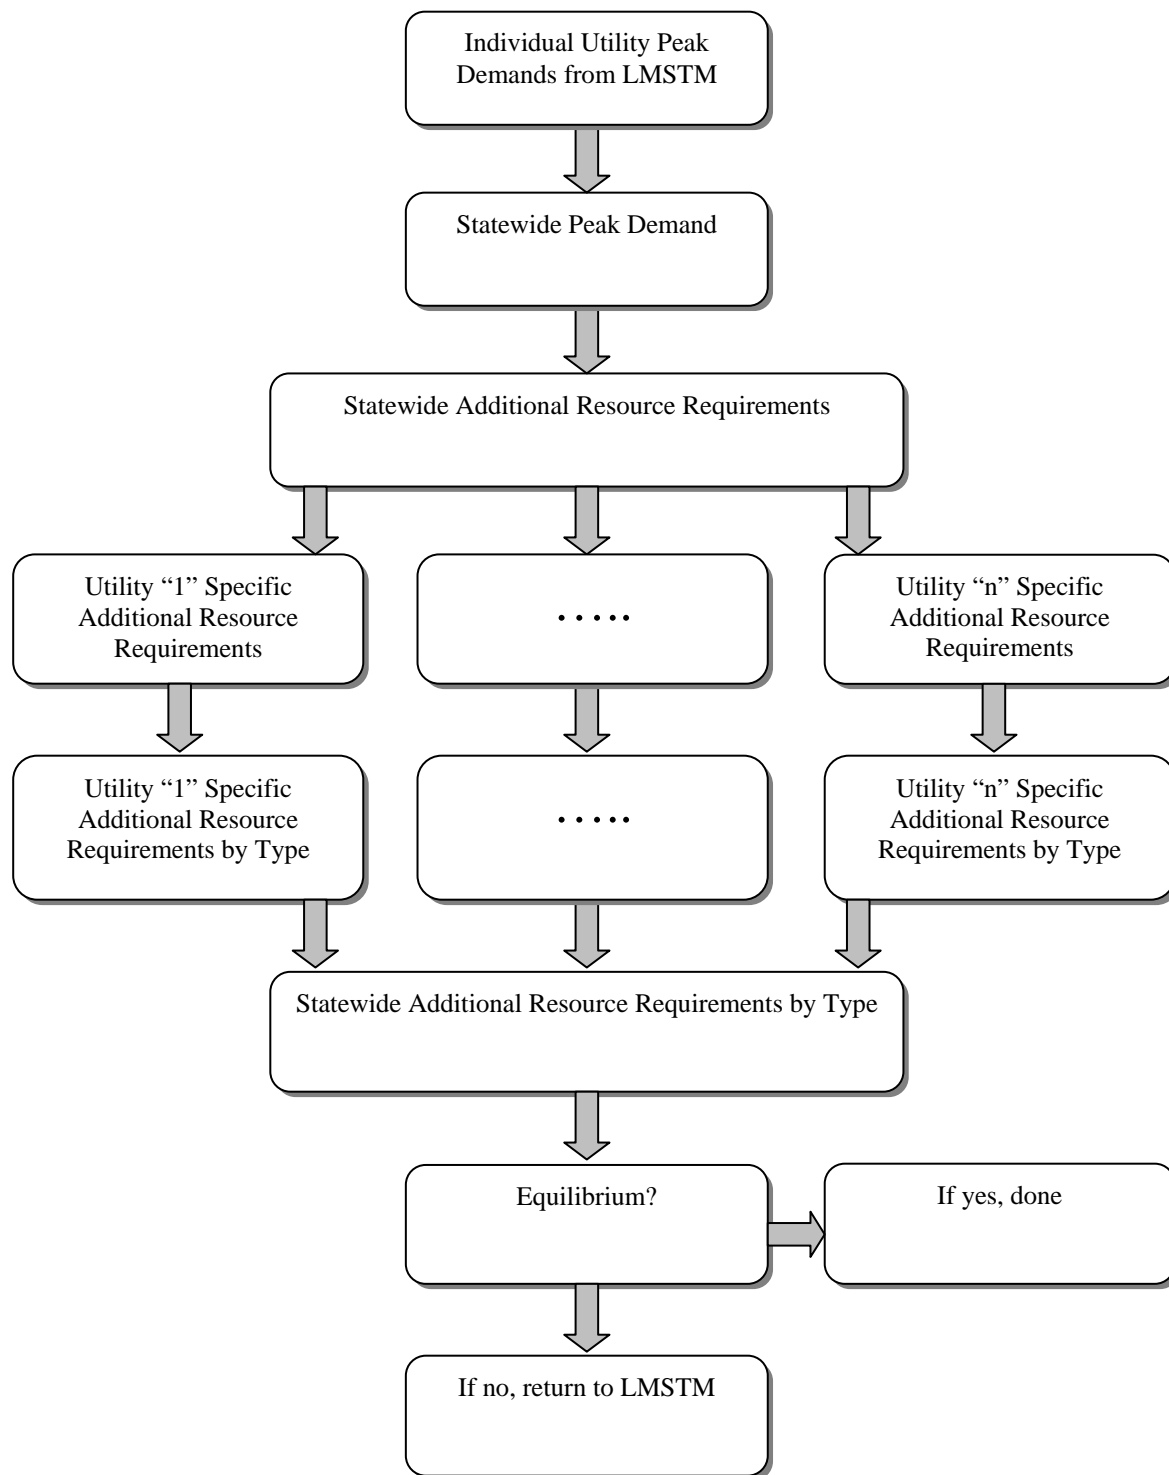 Individual Utility Peak
Demands from LMSTM
Statewide Peak Demand
Statewide Additional Resource Requirements
Utility “1” Specific
Additional Resource
Requirements
.....
Utility “n” Specific
Additional Resource
Requirements
Utility “1” Specific
Additional Resource
Requirements by Type
.....
Utility “n” Specific
Additional Resource
Requirements by Type
Statewide Additional Resource Requirements by Type
Equilibrium?
If yes, done
If no, return to LMSTM